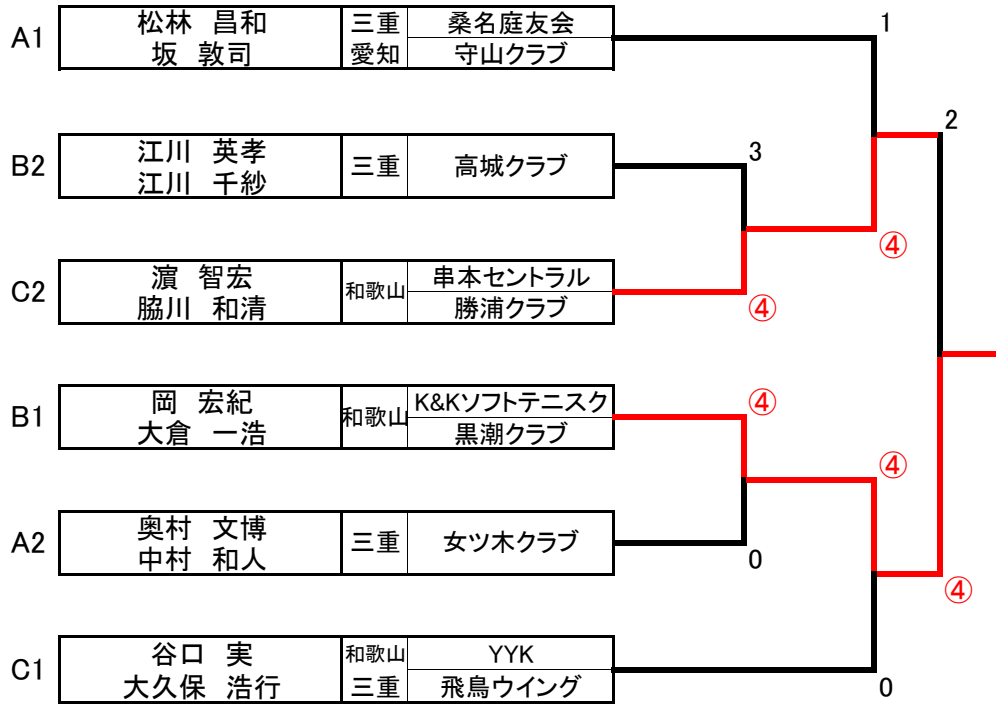 A1 松林 昌和 三重 桑名庭友会 1
坂 敦司 愛知 守山クラブ
2
B2 江川 英孝 三重 高城クラブ 3
江川 千紗
④
C2 濵 智宏 和歌山 串本セントラル
脇川 和清 勝浦クラブ ④
B1 岡 宏紀 和歌山 K&Kソフトテニスク ④
大倉 一浩 黒潮クラブ
④
A2 奥村 文博 三重 女ツ木クラブ
中村 和人 0
④
C1 谷口 実 和歌山 YYK
大久保 浩行 三重 飛鳥ウイング 0